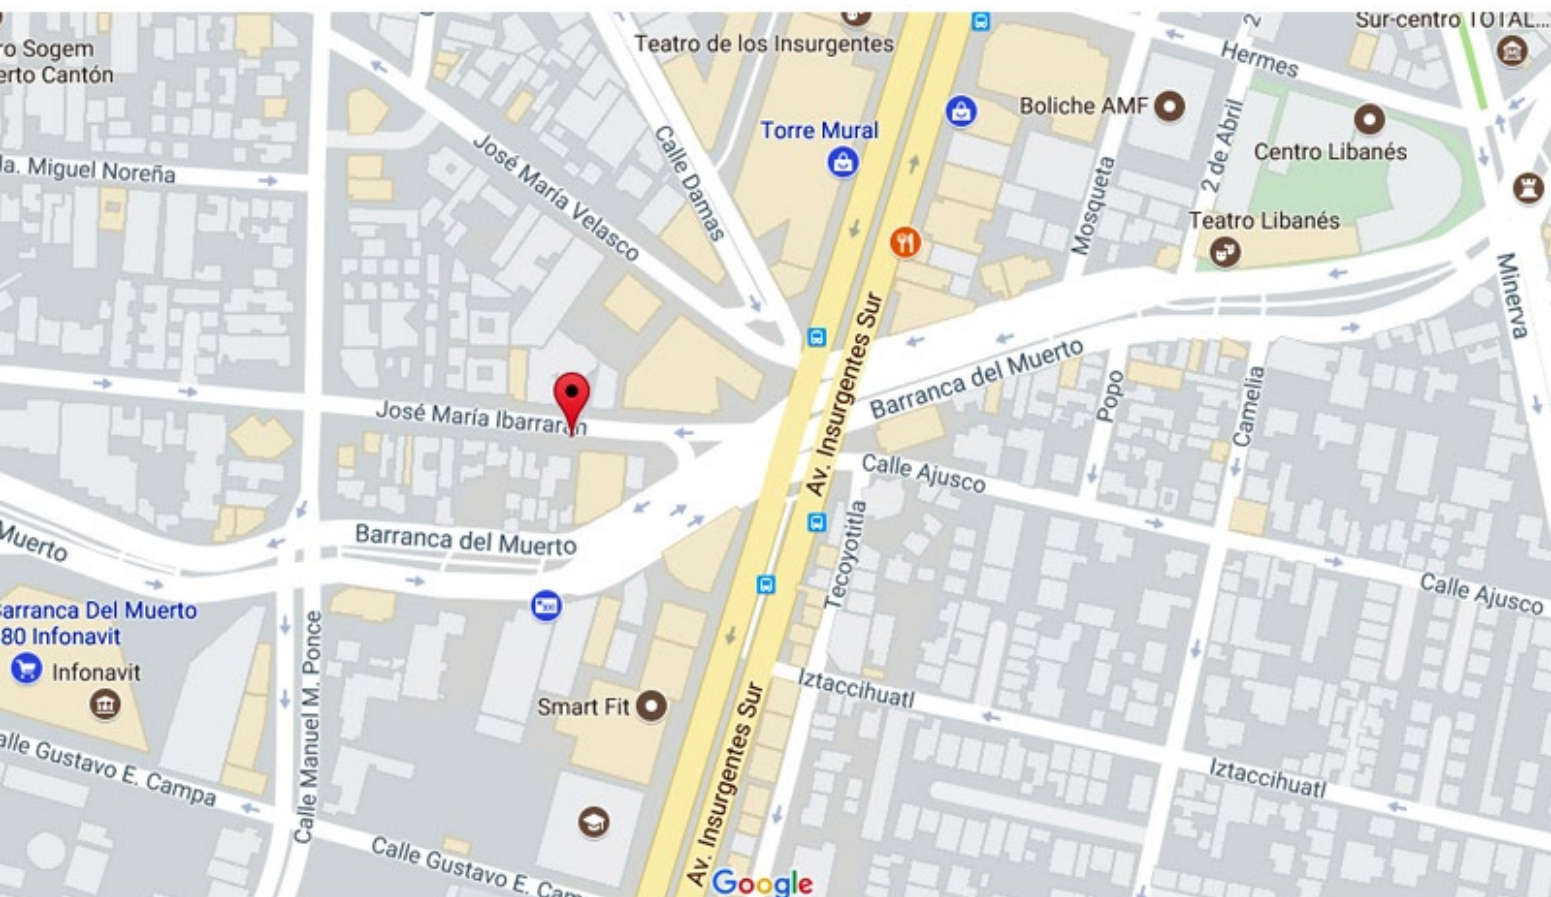 Sur-centro TOTAL...
ro Sogem
erto Cantón
Teatro de los Insurgentes
Hermes
2
Torre Mural
Boliche AMF
2 de Abril
Centro Libanés
Calle Damas
José María Velasco
la. Miguel Noreña
Mosqueta
Teatro Libanés
Minerva
Av. Insurgentes Sur
Barranca del Muerto
José María Ibarrarán
Popo
Camelia
Calle Ajusco
Muerto
Barranca del Muerto
Tecoyotitla
Calle Ajusco
Barranca Del Muerto
80 Infonavit
Infonavit
Calle Manuel M. Ponce
Smart Fit
Iztaccihuatl
Av. Insurgentes Sur
Iztaccihuatl
alle Gustavo E. Campa
Calle Gustavo E. Cam
Google